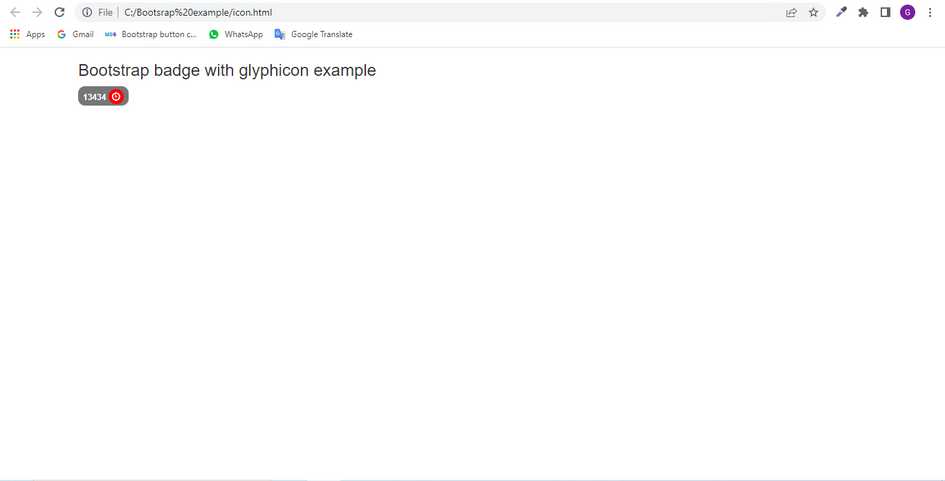 File C:/Bootsrap%20example/icon.html G
Apps G Gmail MDB Bootstrap button c... WhatsApp Google Translate
Bootstrap badge with glyphicon example
13434